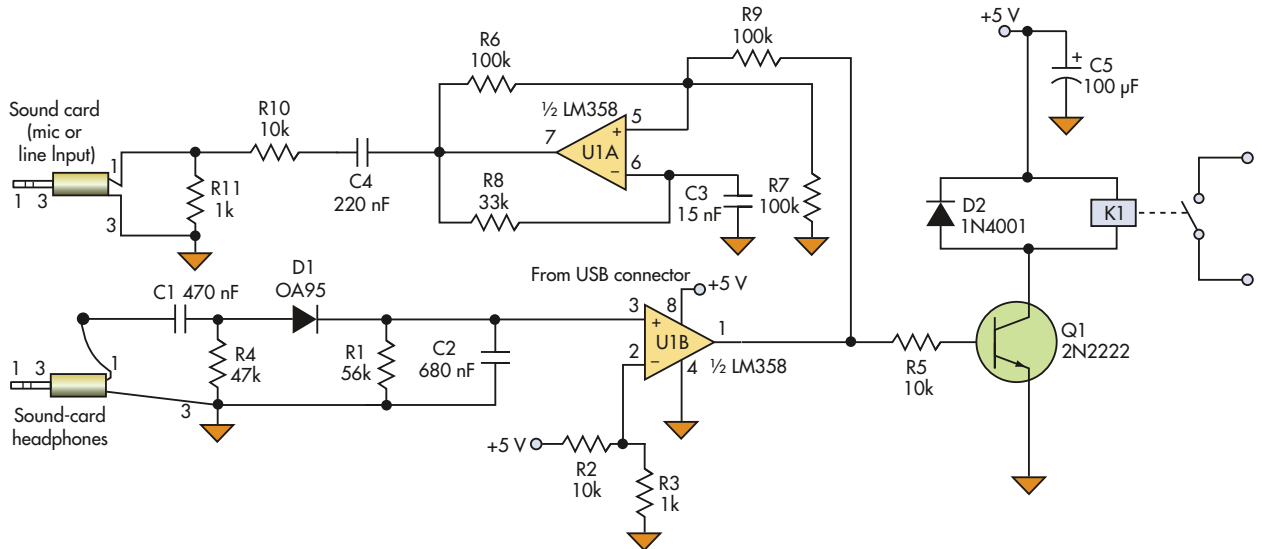 +5 V
R9
100k
R6
100k
C5
100 µF
+
Sound card
(mic or
line Input)
R10
10k
½ LM358
7
5
+
U1A
6
–
1
1 3
3
R11
1k
C4
220 nF
R8
33k
C3
15 nF
R7
100k
D2
1N4001
K1
From USB connector
+5 V
C1 470 nF
D1
OA95
3
8
+
U1B
1
2
–
4
½ LM358
1 3
1
3
R4
47k
R1
56k
C2
680 nF
R5
10k
Q1
2N2222
Sound-card
headphones
+5 V
R2
10k
R3
1k